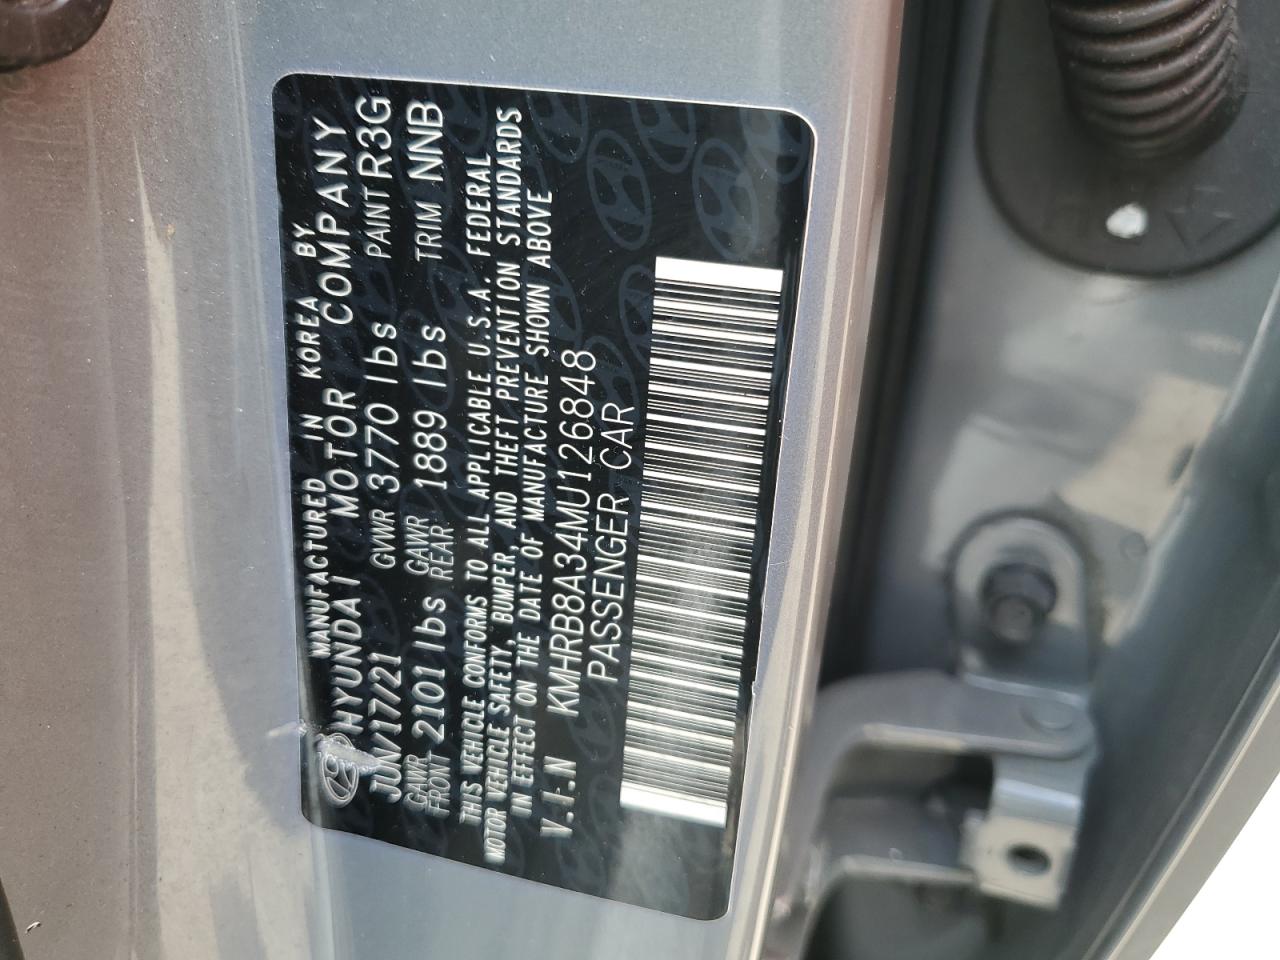 MANUFACTURED IN KOREA BY
HYUNDAI MOTOR COMPANY
JUN/17/21 GVWR 3770 lbs PAINT R3G
GAWR FRONT 2101 lbs GAWR REAR 1889 lbs TRIM NNB
THIS VEHICLE CONFORMS TO ALL APPLICABLE U.S.A. FEDERAL
MOTOR VEHICLE SAFETY, BUMPER, AND THEFT PREVENTION STANDARDS
IN EFFECT ON THE DATE OF MANUFACTURE SHOWN ABOVE
V.I.N KMHRB8A34MU126848
PASSENGER CAR